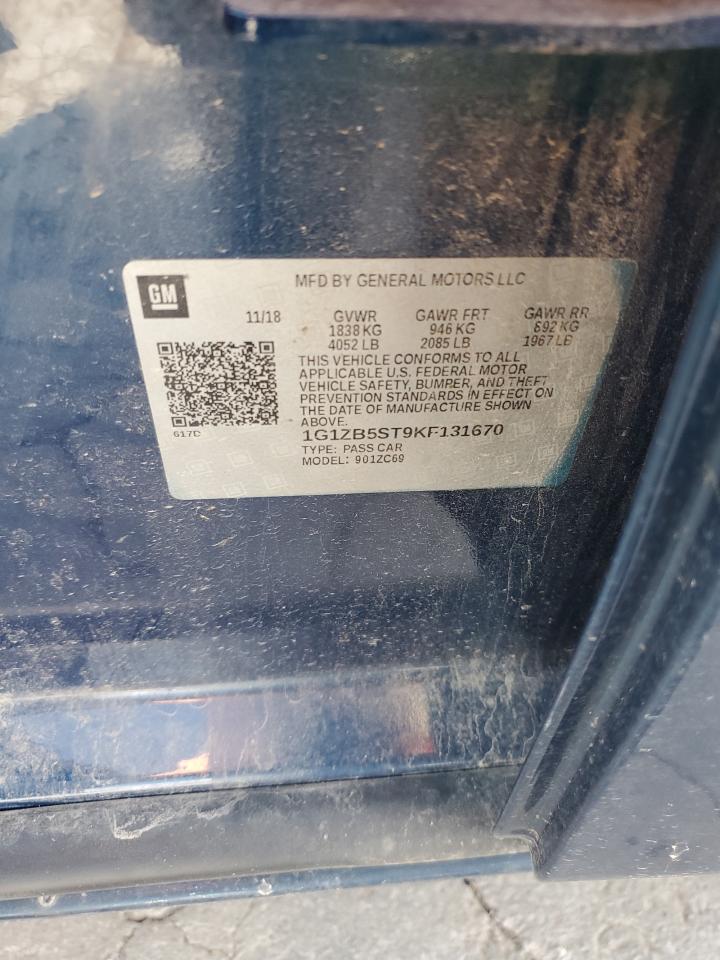 MFD BY GENERAL MOTORS LLC
GM
11/18 GVWR GAWR FRT GAWR RR
1838 KG 946 KG 892 KG
4052 LB 2085 LB 1967 LB
THIS VEHICLE CONFORMS TO ALL
APPLICABLE U.S. FEDERAL MOTOR
VEHICLE SAFETY, BUMPER, AND THEFT
PREVENTION STANDARDS IN EFFECT ON
THE DATE OF MANUFACTURE SHOWN
ABOVE.
617D
1G1ZB5ST9KF131670
TYPE: PASS CAR
MODEL: 901ZC69